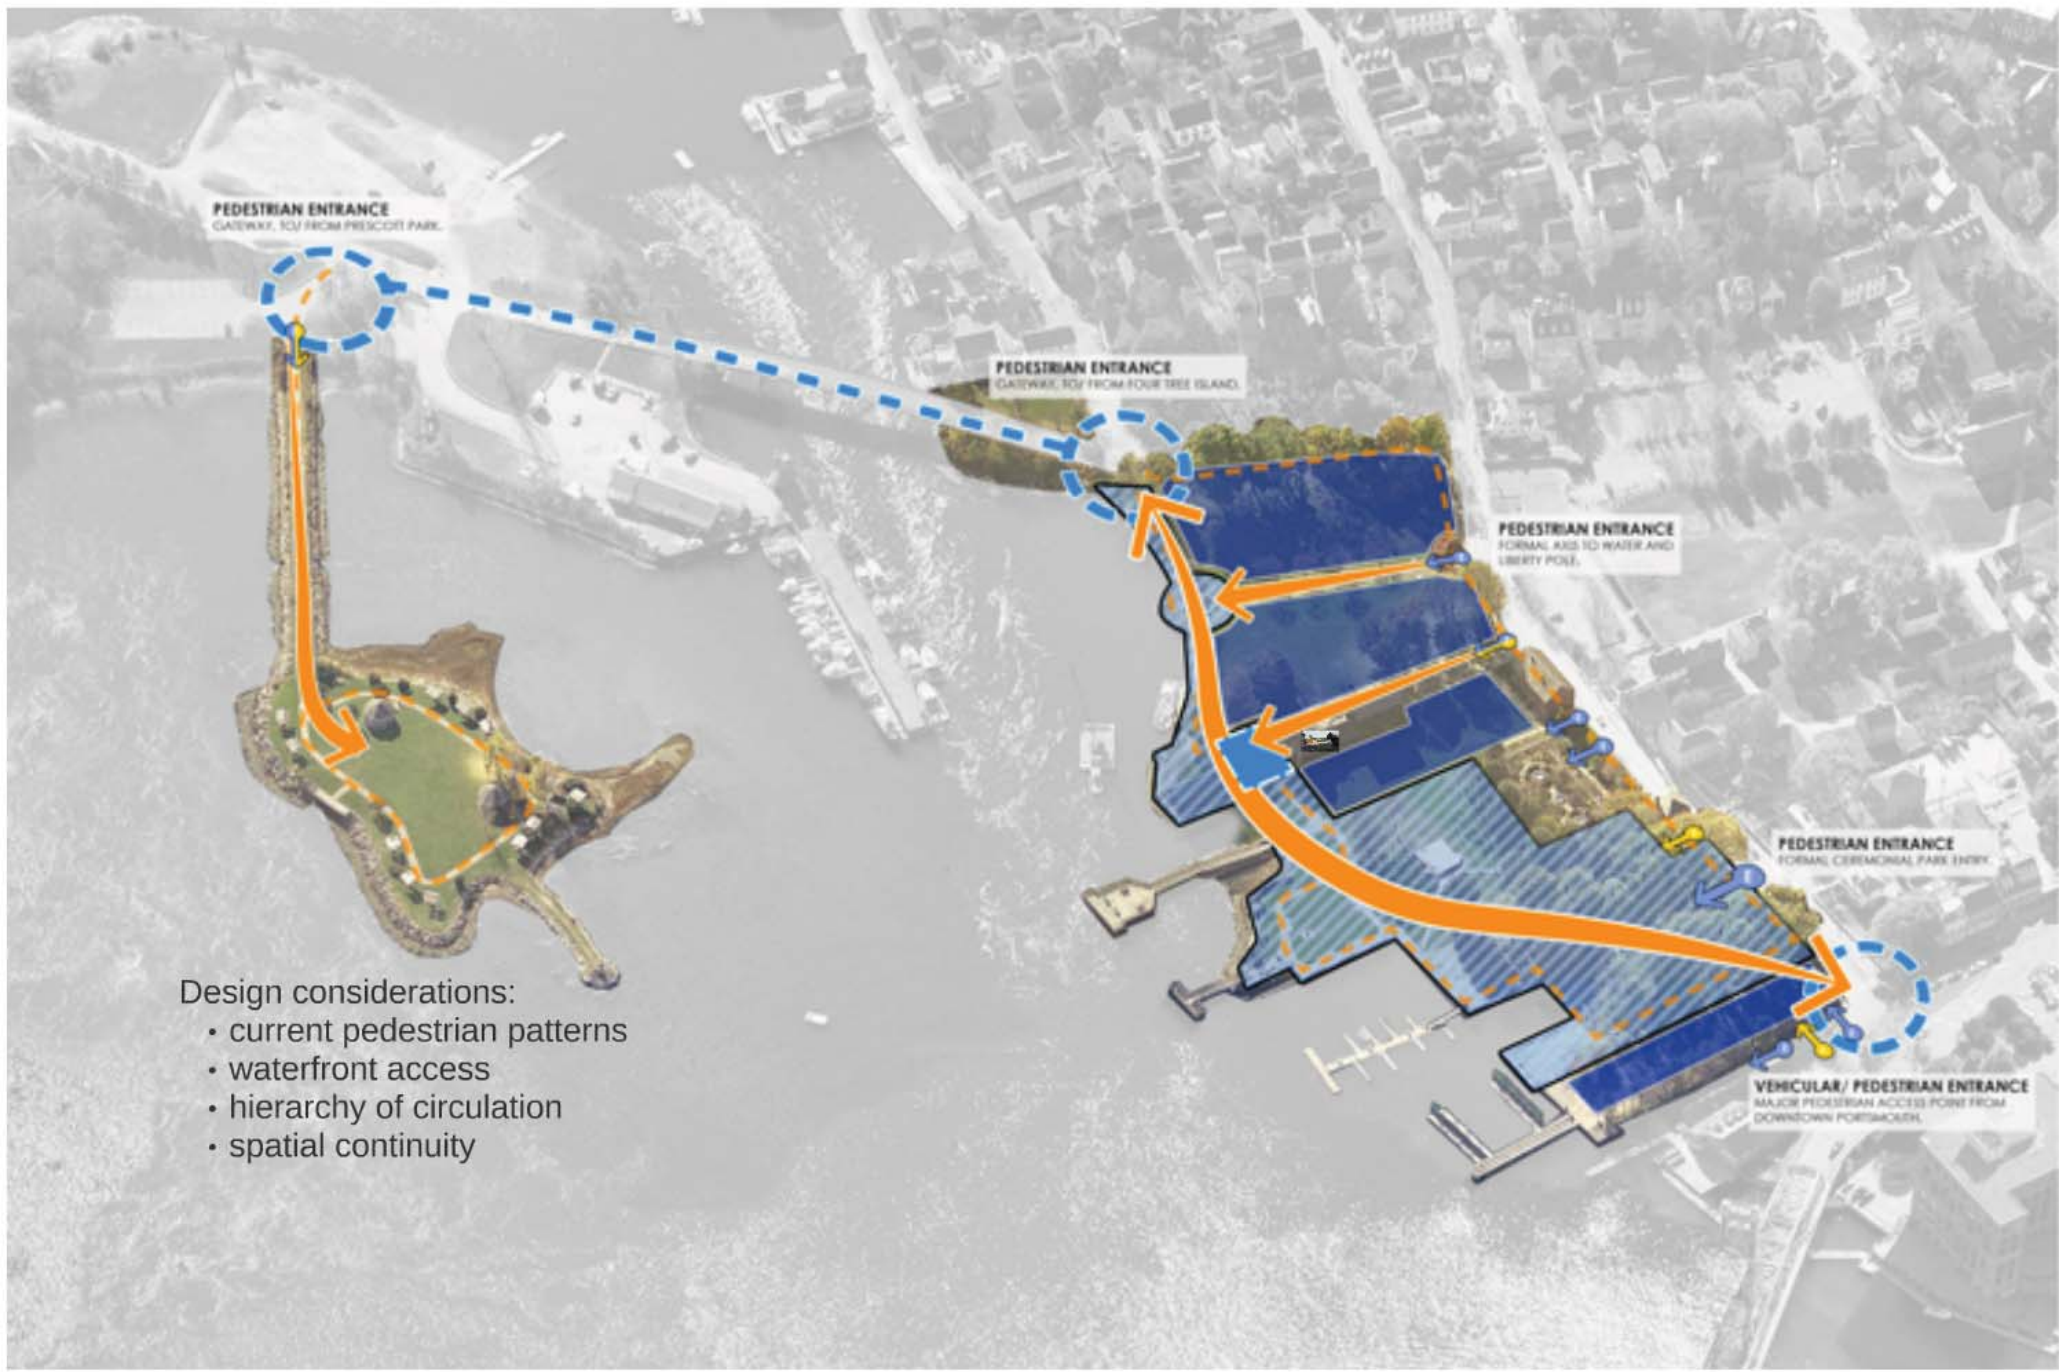 PEDESTRIAN ENTRANCE
GATEWAY, TO/ FROM PRESCOTT PARK.
PEDESTRIAN ENTRANCE
GATEWAY, TO/ FROM FOUR TREE ISLAND.
PEDESTRIAN ENTRANCE
FORMAL AXIS TO WATER AND
LIBERTY POLE.
PEDESTRIAN ENTRANCE
FORMAL CEREMONIAL PARK ENTRY.
VEHICULAR/ PEDESTRIAN ENTRANCE
MAJOR PEDESTRIAN ACCESS POINT FROM
DOWNTOWN PORTSMOUTH.
Design considerations:
• current pedestrian patterns
• waterfront access
• hierarchy of circulation
• spatial continuity